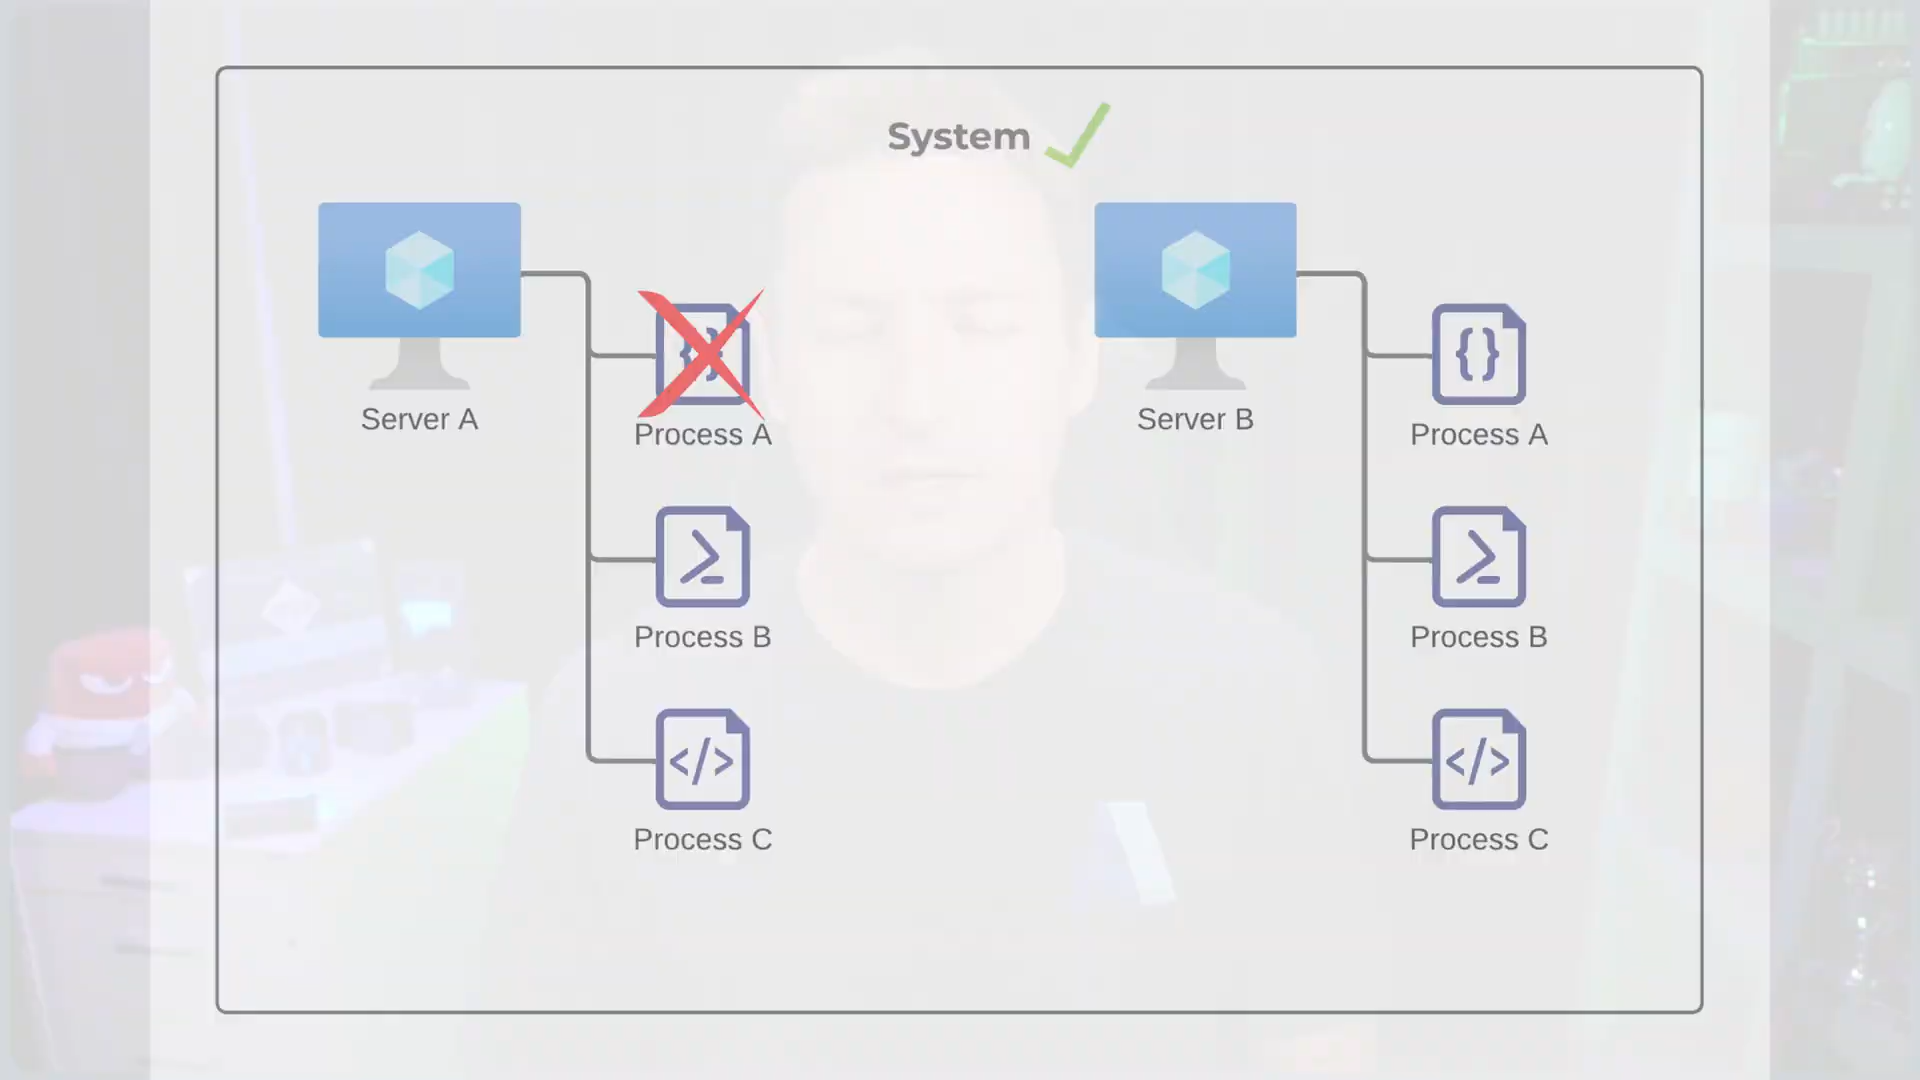 System
Server A
Process A
Process B
Process C
Server B
Process A
Process B
Process C